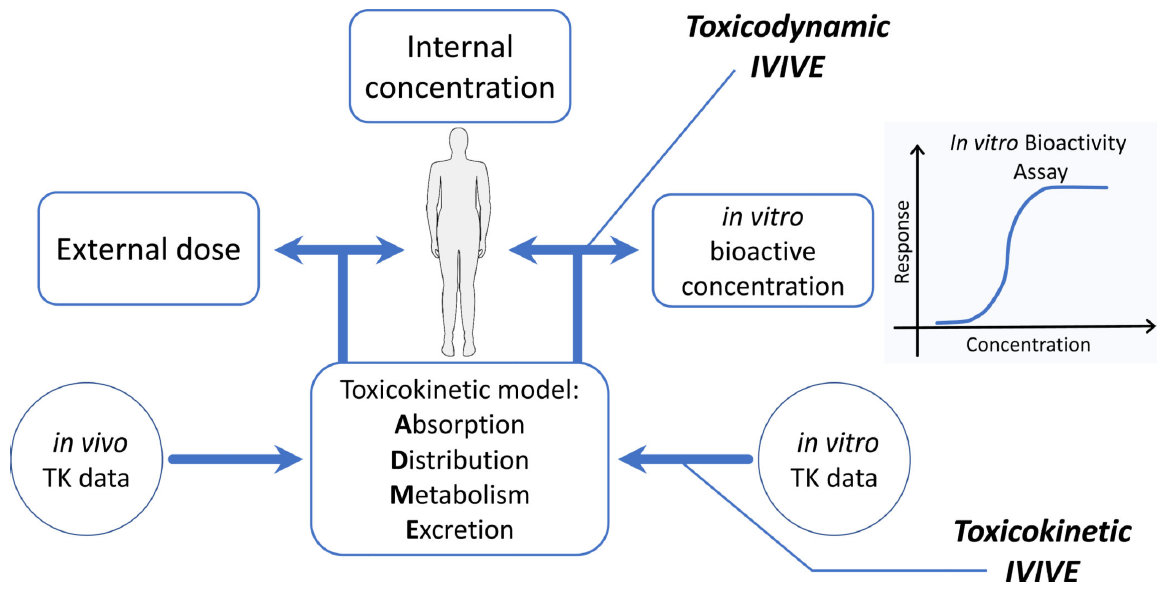 Internal
concentration
Toxicodynamic
IVIVE
External dose
in vitro
bioactive
concentration
In vitro Bioactivity
Assay
Response
Concentration
in vivo
TK data
Toxicokinetic model:
Absorption
Distribution
Metabolism
Excretion
in vitro
TK data
Toxicokinetic
IVIVE